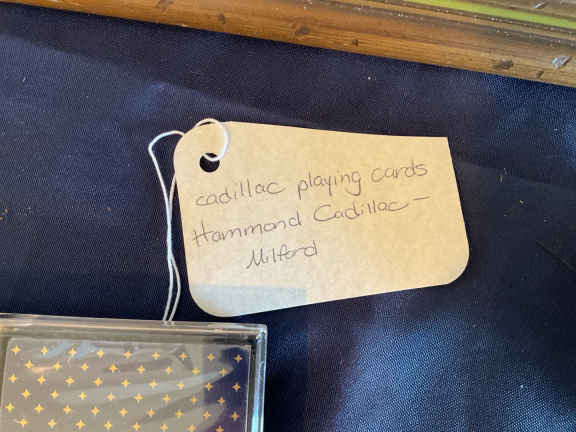 cadillac playing cards
Hammond Cadillac –
Milford